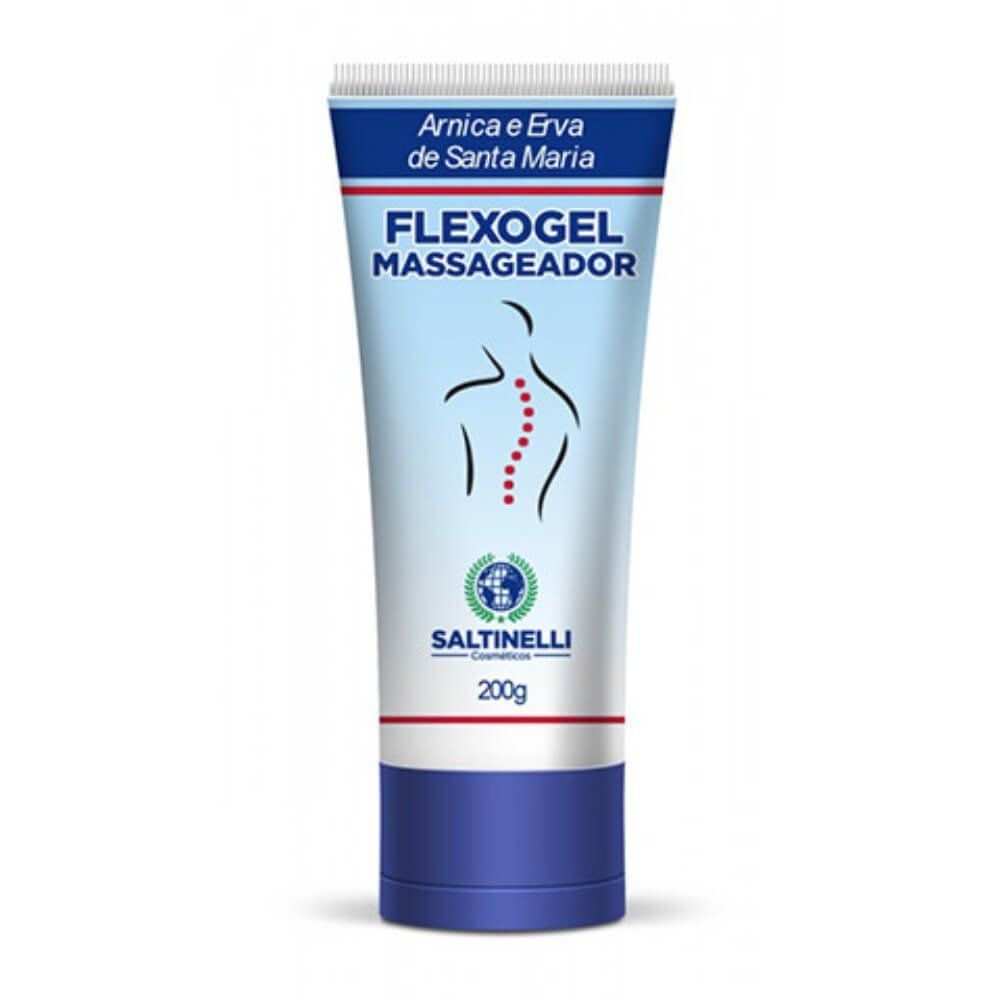 Arnica e Erva
de Santa Maria
FLEXOGEL
MASSAGEADOR
SALTINELLI
Cosméticos
200g